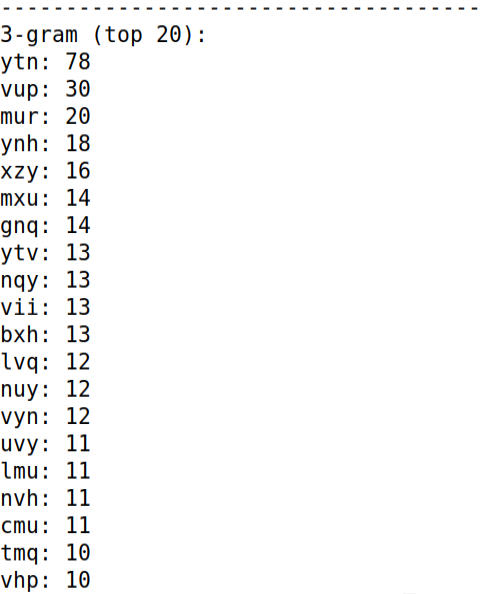 -------------------------------------
3-gram (top 20):
ytn: 78
vup: 30
mur: 20
ynh: 18
xzy: 16
mxu: 14
gnq: 14
ytv: 13
nqy: 13
vii: 13
bxh: 13
lvq: 12
nuy: 12
vyn: 12
uvy: 11
lmu: 11
nvh: 11
cmu: 11
tmq: 10
vhp: 10